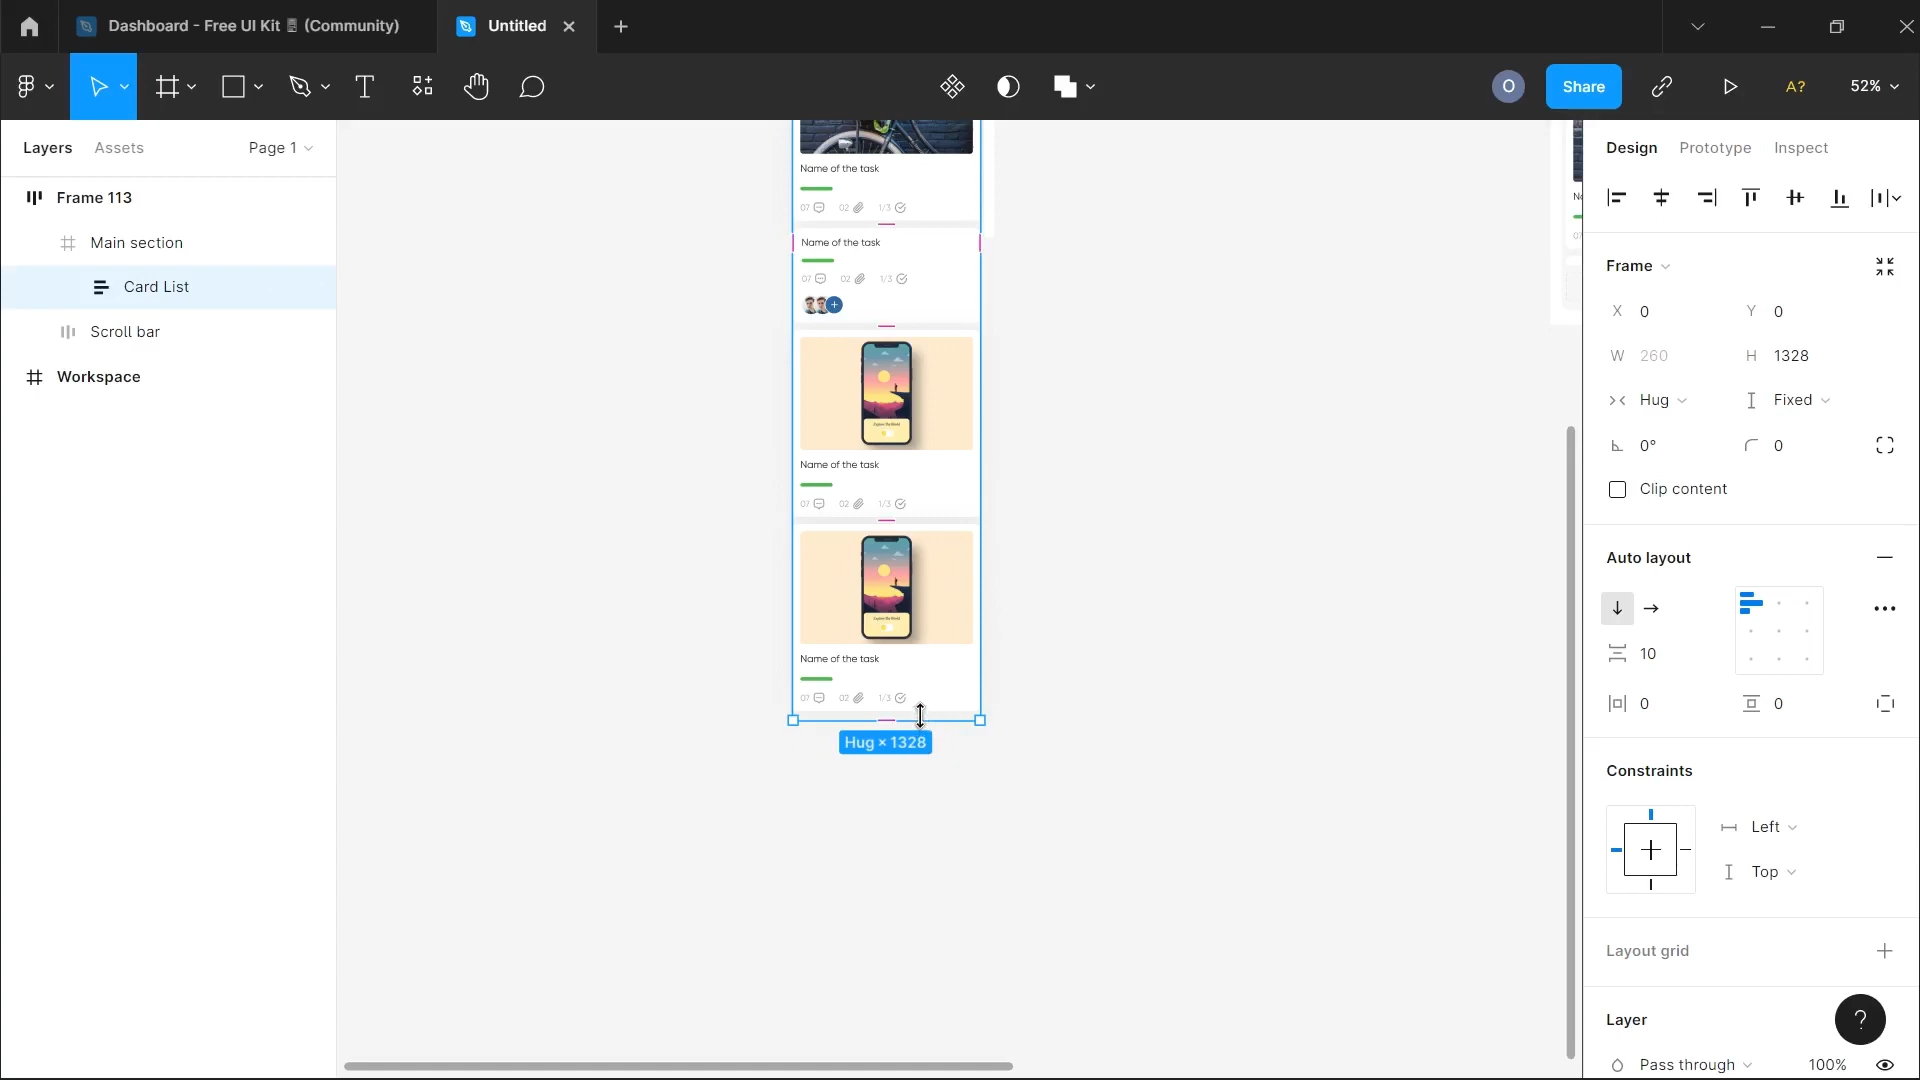 Dashboard - Free UI Kit 🖥 (Community)
Untitled
O
Share
A?
52%
Layers
Assets
Page 1
Frame 113
Main section
Card List
Scroll bar
Workspace
Name of the task
07
02
1/3
Name of the task
07
02
1/3
Name of the task
07
02
1/3
Name of the task
07
02
1/3
Hug × 1328
Design
Prototype
Inspect
Frame
X 0
Y 0
W 260
H 1328
Hug
Fixed
0°
0
Clip content
Auto layout
10
0
0
Constraints
Left
Top
Layout grid
Layer
?
Pass through
100%